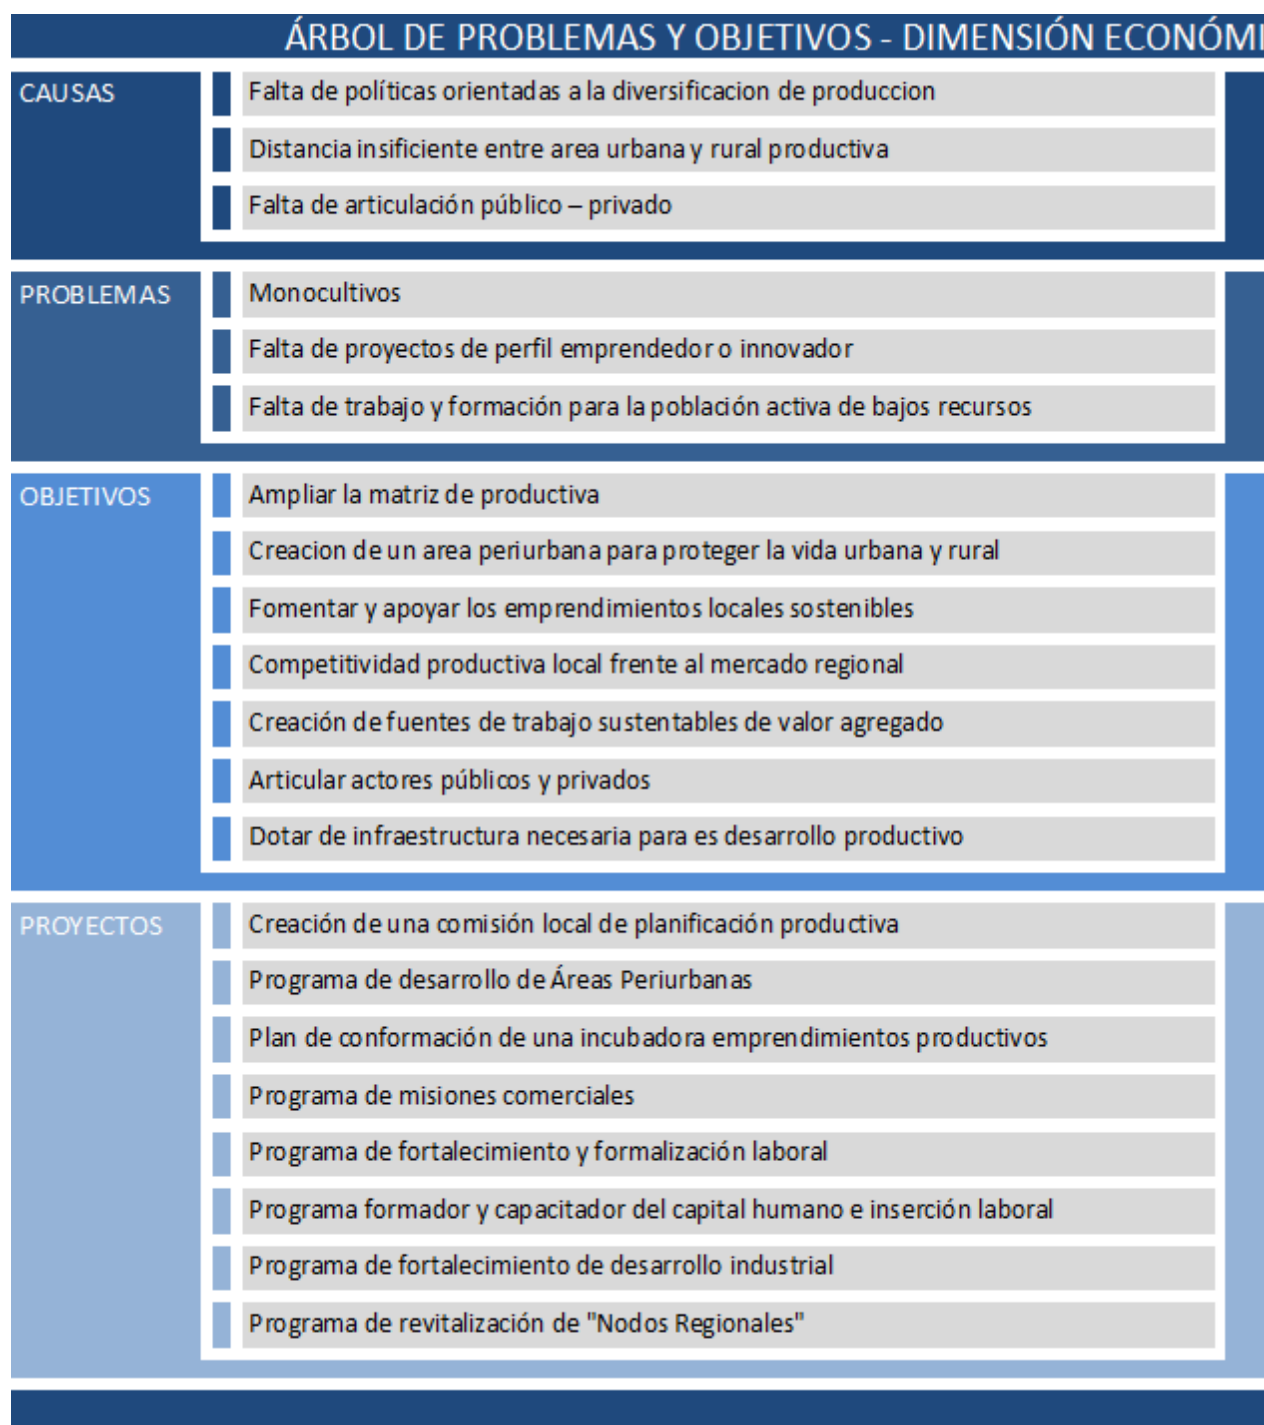 ÁRBOL DE PROBLEMAS Y OBJETIVOS - DIMENSIÓN ECONÓMI
CAUSAS
Falta de políticas orientadas a la diversificacion de produccion
Distancia insificiente entre area urbana y rural productiva
Falta de articulación público – privado
PROBLEMAS
Monocultivos
Falta de proyectos de perfil emprendedor o innovador
Falta de trabajo y formación para la población activa de bajos recursos
OBJETIVOS
Ampliar la matriz de productiva
Creacion de un area periurbana para proteger la vida urbana y rural
Fomentar y apoyar los emprendimientos locales sostenibles
Competitividad productiva local frente al mercado regional
Creación de fuentes de trabajo sustentables de valor agregado
Articular actores públicos y privados
Dotar de infraestructura necesaria para es desarrollo productivo
PROYECTOS
Creación de una comisión local de planificación productiva
Programa de desarrollo de Áreas Periurbanas
Plan de conformación de una incubadora emprendimientos productivos
Programa de misiones comerciales
Programa de fortalecimiento y formalización laboral
Programa formador y capacitador del capital humano e inserción laboral
Programa de fortalecimiento de desarrollo industrial
Programa de revitalización de "Nodos Regionales"